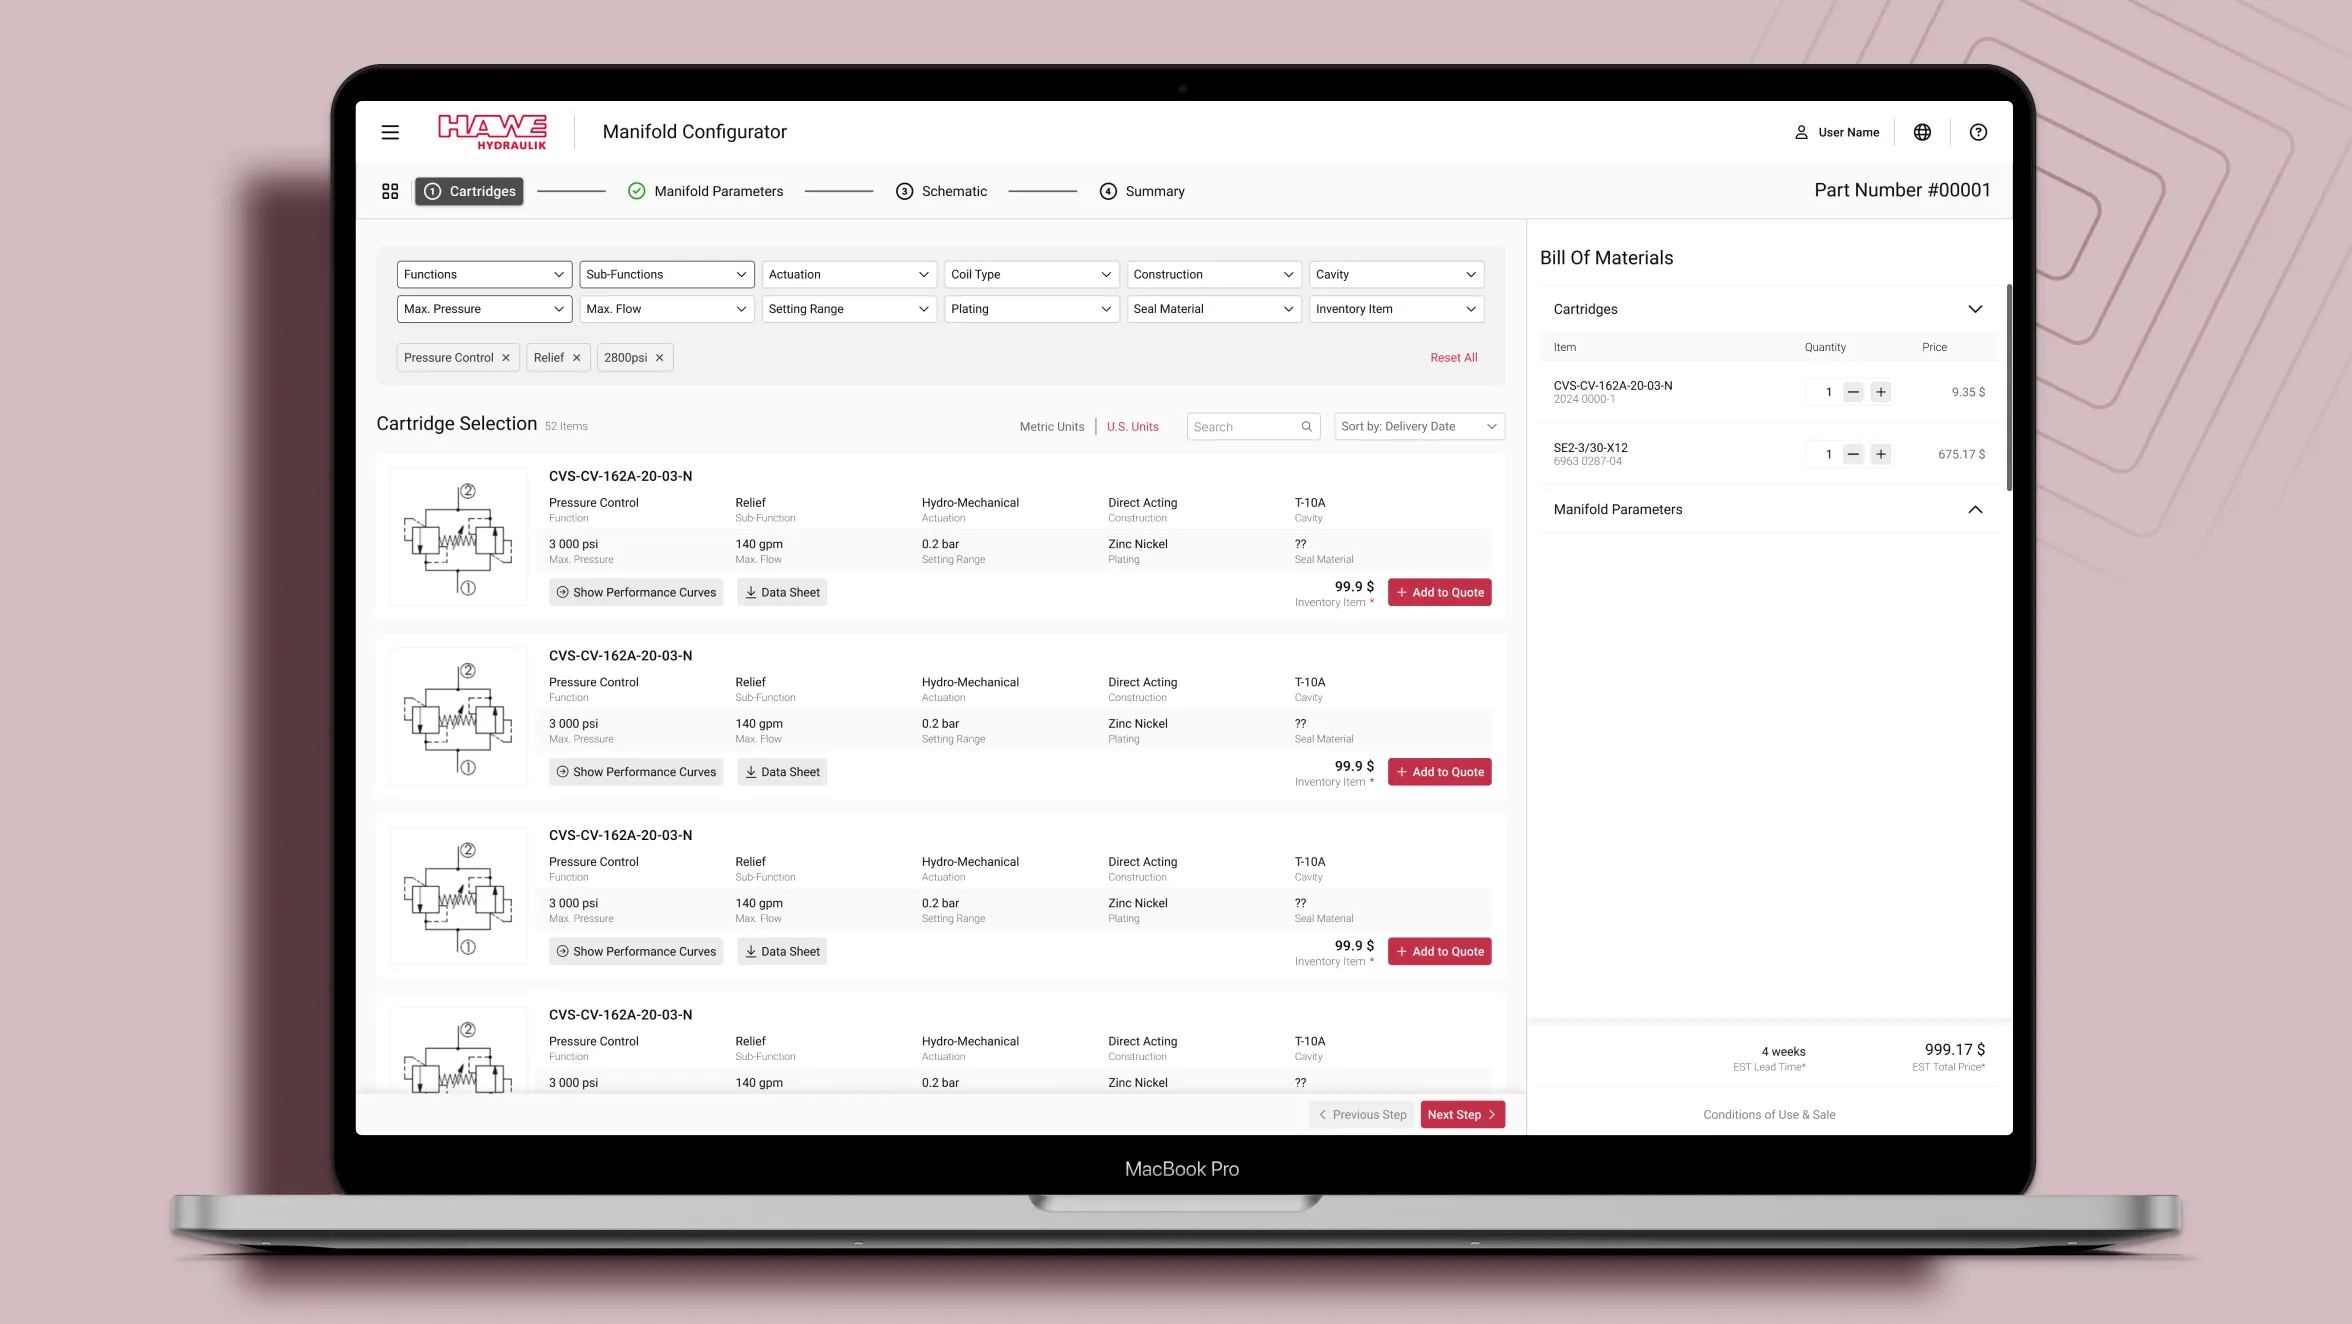 HAWE
HYDRAULIK
Manifold Configurator
User Name
1 Cartridges
Manifold Parameters
3 Schematic
4 Summary
Part Number #00001
Functions
Sub-Functions
Actuation
Coil Type
Construction
Cavity
Max. Pressure
Max. Flow
Setting Range
Plating
Seal Material
Inventory Item
Pressure Control ×
Relief ×
2800psi ×
Reset All
Cartridge Selection 52 Items
Metric Units | U.S. Units
Search
Sort by: Delivery Date
2
1
CVS-CV-162A-20-03-N
Pressure Control Relief Hydro-Mechanical Direct Acting T-10A
Function Sub-Function Actuation Construction Cavity
3 000 psi 140 gpm 0.2 bar Zinc Nickel ??
Max. Pressure Max. Flow Setting Range Plating Seal Material
Show Performance Curves
Data Sheet
99.9 $
Inventory Item *
+ Add to Quote
2
1
CVS-CV-162A-20-03-N
Pressure Control Relief Hydro-Mechanical Direct Acting T-10A
Function Sub-Function Actuation Construction Cavity
3 000 psi 140 gpm 0.2 bar Zinc Nickel ??
Max. Pressure Max. Flow Setting Range Plating Seal Material
Show Performance Curves
Data Sheet
99.9 $
Inventory Item *
+ Add to Quote
2
1
CVS-CV-162A-20-03-N
Pressure Control Relief Hydro-Mechanical Direct Acting T-10A
Function Sub-Function Actuation Construction Cavity
3 000 psi 140 gpm 0.2 bar Zinc Nickel ??
Max. Pressure Max. Flow Setting Range Plating Seal Material
Show Performance Curves
Data Sheet
99.9 $
Inventory Item *
+ Add to Quote
2
CVS-CV-162A-20-03-N
Pressure Control Relief Hydro-Mechanical Direct Acting T-10A
Function Sub-Function Actuation Construction Cavity
3 000 psi 140 gpm 0.2 bar Zinc Nickel ??
Previous Step
Next Step
Bill Of Materials
Cartridges
Item Quantity Price
CVS-CV-162A-20-03-N
2024 0000-1
1 − + 9.35 $
SE2-3/30-X12
6963 0287-04
1 − + 675.17 $
Manifold Parameters
4 weeks
EST Lead Time*
999.17 $
EST Total Price*
Conditions of Use & Sale
MacBook Pro